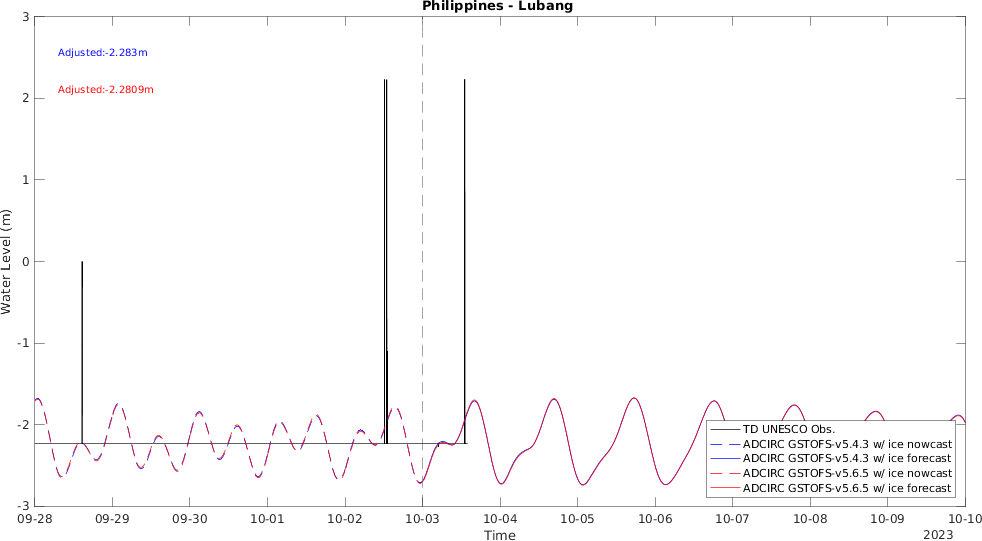 Philippines - Lubang
3
2
1
0
-1
-2
-3
Water Level (m)
Adjusted:-2.283m
Adjusted:-2.2809m
TD UNESCO Obs.
ADCIRC GSTOFS-v5.4.3 w/ ice nowcast
ADCIRC GSTOFS-v5.4.3 w/ ice forecast
ADCIRC GSTOFS-v5.6.5 w/ ice nowcast
ADCIRC GSTOFS-v5.6.5 w/ ice forecast
09-28 09-29 09-30 10-01 10-02 10-03 10-04 10-05 10-06 10-07 10-08 10-09 10-10
Time
2023